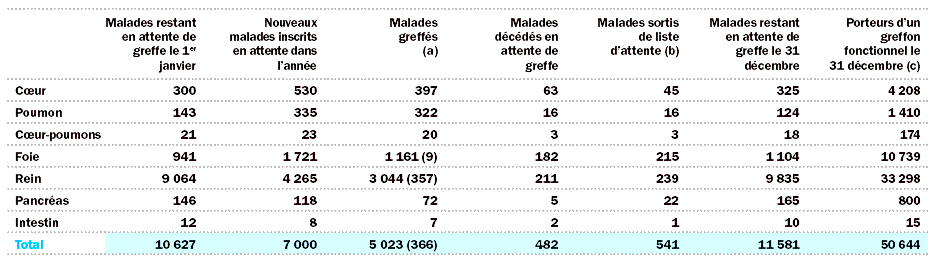 Malades restant en attente de greffe le 1er janvier | Nouveaux malades inscrits en attente dans l'année | Malades greffés (a) | Malades décédés en attente de greffe | Malades sortis de liste d'attente (b) | Malades restant en attente de greffe le 31 décembre | Porteurs d'un greffon fonctionnel le 31 décembre (c)
Cœur 300 530 397 63 45 325 4 208
Poumon 143 335 322 16 16 124 1 410
Cœur-poumons 21 23 20 3 3 18 174
Foie 941 1 721 1 161 (9) 182 215 1 104 10 739
Rein 9 064 4 265 3 044 (357) 211 239 9 835 33 298
Pancréas 146 118 72 5 22 165 800
Intestin 12 8 7 2 1 10 15
Total 10 627 7 000 5 023 (366) 482 541 11 581 50 644